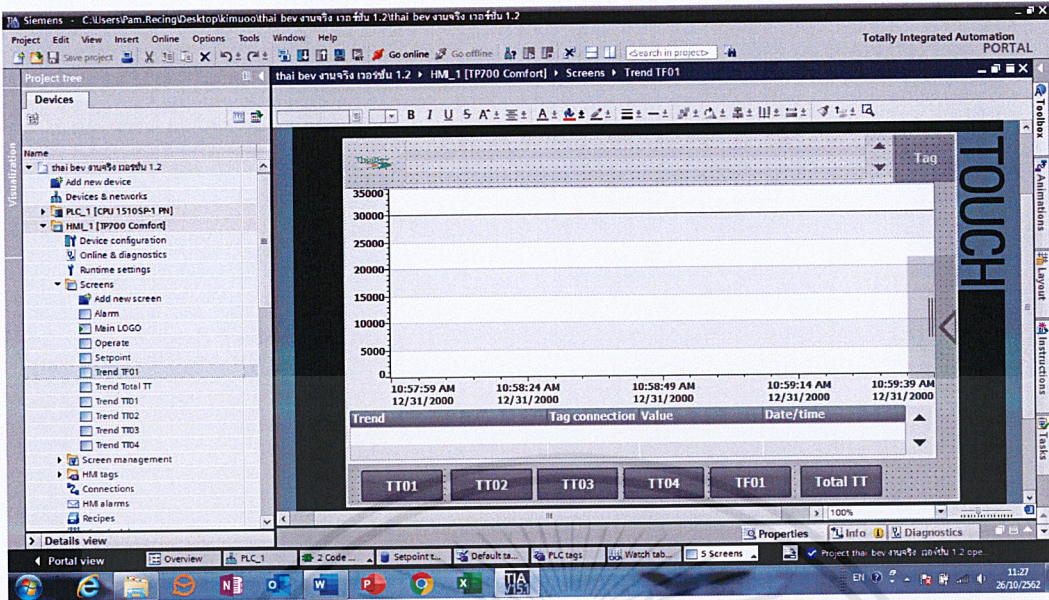 Siemens - C:\Users\Pam.Recing\Desktop\kimuoo\thai bev งานจริง เวอร์ชั่น 1.2\thai bev งานจริง เวอร์ชั่น 1.2
Project Edit View Insert Online Options Tools Window Help
Totally Integrated Automation
PORTAL
Save project Go online Go offline <Search in project>
Project tree
thai bev งานจริง เวอร์ชั่น 1.2 HMI_1 [TP700 Comfort] Screens Trend TF01
Devices
B I U S A
Name
thai bev งานจริง เวอร์ชั่น 1.2
Add new device
Devices & networks
PLC_1 [CPU 1510SP-1 PN]
HMI_1 [TP700 Comfort]
Device configuration
Online & diagnostics
Runtime settings
Screens
Add new screen
Alarm
Main LOGO
Operate
Setpoint
Trend TF01
Trend Total TT
Trend TT01
Trend TT02
Trend TT03
Trend TT04
Screen management
HMI tags
Connections
HMI alarms
Recipes
Details view
Visualization
ThaiBev
Tag
TOUCH
35000
30000
25000
20000
15000
10000
5000
0
10:57:59 AM 10:58:24 AM 10:58:49 AM 10:59:14 AM 10:59:39 AM
12/31/2000 12/31/2000 12/31/2000 12/31/2000 12/31/2000
Trend Tag connection Value Date/time
TT01 TT02 TT03 TT04 TF01 Total TT
100%
Toolbox
Animations
Layout
Instructions
Tasks
Properties Info Diagnostics
Portal view Overview PLC_1 2 Code ... Setpoint t... Default ta... PLC tags Watch tab... 5 Screens
Project thai bev งานจริง เวอร์ชั่น 1.2 ope...
TIA
V15.1
EN
11:27
26/10/2562